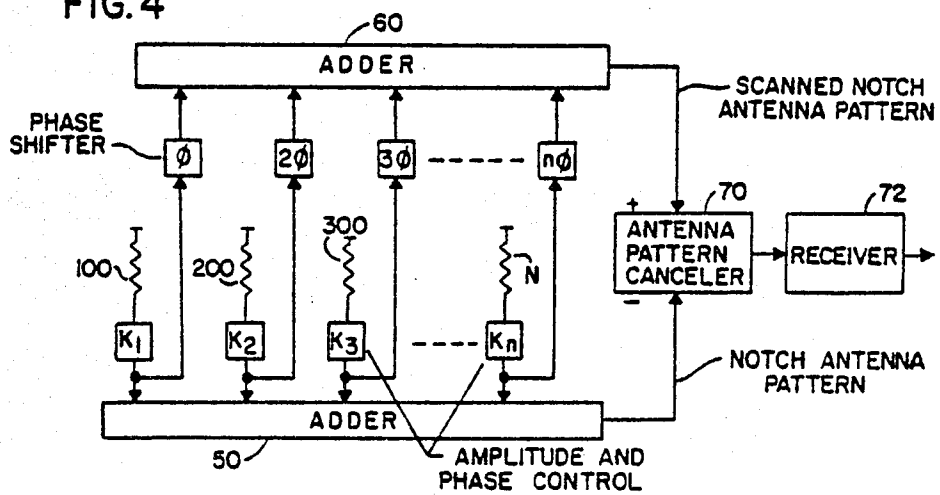 FIG. 4
60
ADDER
SCANNED NOTCH
ANTENNA PATTERN
PHASE
SHIFTER
Ø
2Ø
3Ø
nØ
70
72
+
ANTENNA
PATTERN
CANCELER
–
RECEIVER
100
200
300
N
K1
K2
K3
Kn
NOTCH ANTENNA
PATTERN
ADDER
50
AMPLITUDE AND
PHASE CONTROL